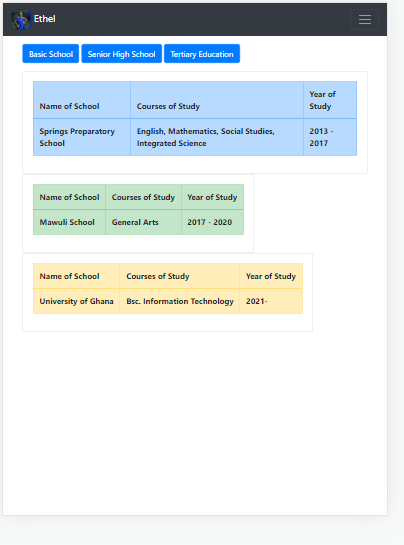 Ethel
Basic School Senior High School Tertiary Education
Name of School Courses of Study Year of Study
Springs Preparatory School English, Mathematics, Social Studies, Integrated Science 2013 - 2017
Name of School Courses of Study Year of Study
Mawuli School General Arts 2017 - 2020
Name of School Courses of Study Year of Study
University of Ghana Bsc. Information Technology 2021-